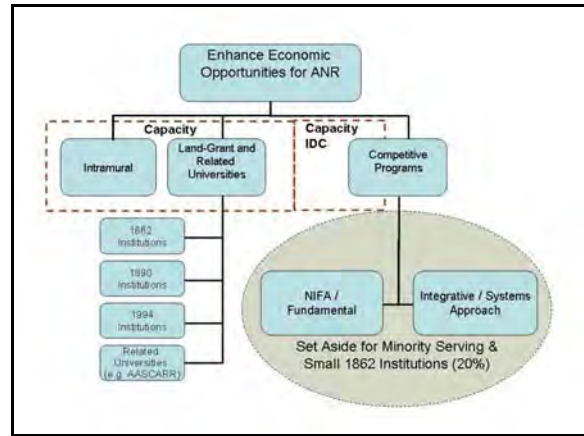 Enhance Economic
Opportunities for ANR
Capacity
Capacity
IDC
Intramural
Land-Grant and
Related
Universities
Competitive
Programs
1862
Institutions
1890
Institutions
1994
Institutions
Related
Universities
(e.g. AASCARR)
NIFA /
Fundamental
Integrative / Systems
Approach
Set Aside for Minority Serving &
Small 1862 Institutions (20%)